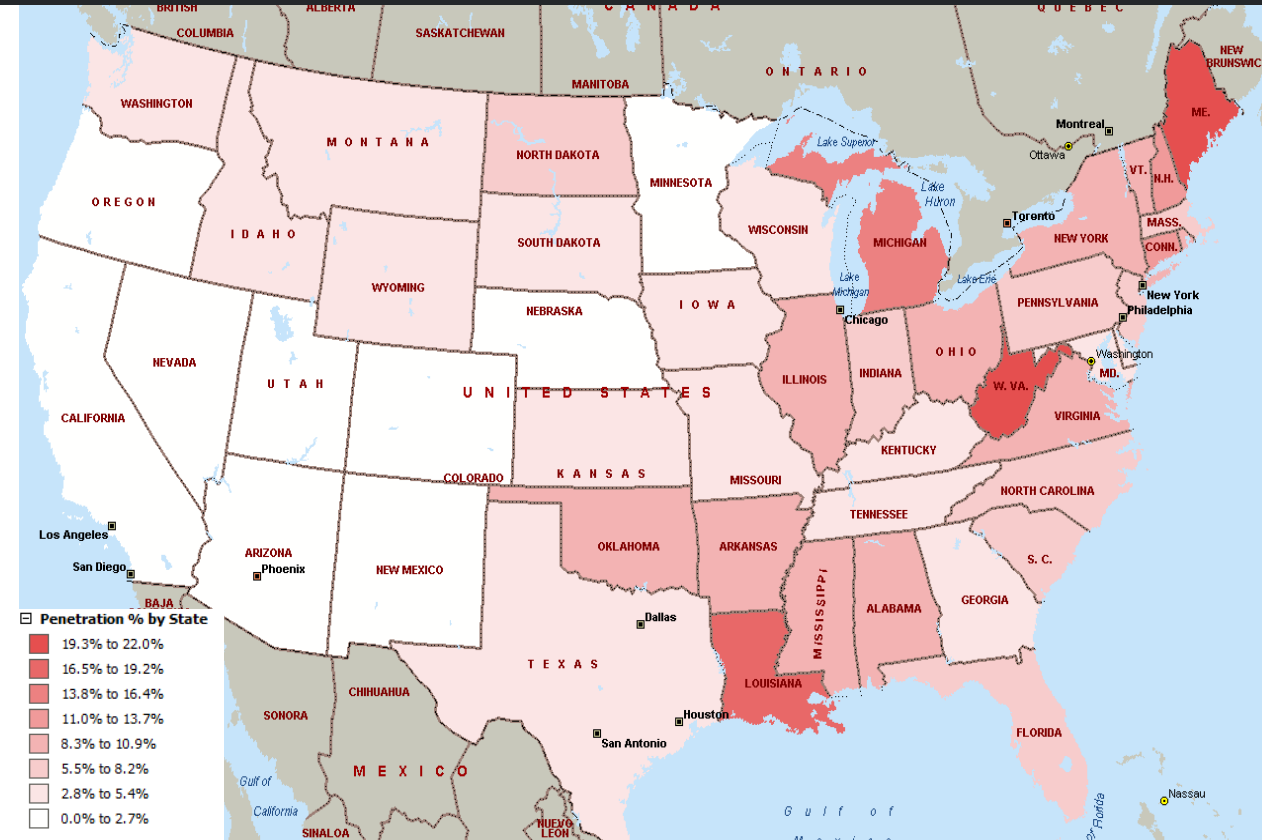 BRITISH
COLUMBIA
ALBERTA
SASKATCHEWAN
CANADA
MANITOBA
ONTARIO
QUEBEC
NEW
BRUNSWIC
WASHINGTON
MONTANA
NORTH DAKOTA
MINNESOTA
Lake Superior
Montreal
Ottawa
ME.
VT.
N.H.
OREGON
IDAHO
WYOMING
SOUTH DAKOTA
WISCONSIN
Lake
Huron
Toronto
MICHIGAN
NEW YORK
MASS.
CONN.
Lake
Michigan
Lake Erie
NEBRASKA
IOWA
Chicago
PENNSYLVANIA
New York
Philadelphia
NEVADA
UTAH
UNITED STATES
ILLINOIS
INDIANA
OHIO
W. VA.
Washington
MD.
VIRGINIA
CALIFORNIA
COLORADO
KANSAS
MISSOURI
KENTUCKY
NORTH CAROLINA
TENNESSEE
Los Angeles
San Diego
ARIZONA
Phoenix
NEW MEXICO
OKLAHOMA
ARKANSAS
S. C.
MISSISSIPPI
ALABAMA
GEORGIA
BAJA
Dallas
TEXAS
LOUISIANA
Houston
San Antonio
FLORIDA
CHIHUAHUA
SONORA
MEXICO
Gulf of
California
SINALOA
NUEVO
LEON
Gulf of
Nassau
of Florida
Penetration % by State
19.3% to 22.0%
16.5% to 19.2%
13.8% to 16.4%
11.0% to 13.7%
8.3% to 10.9%
5.5% to 8.2%
2.8% to 5.4%
0.0% to 2.7%